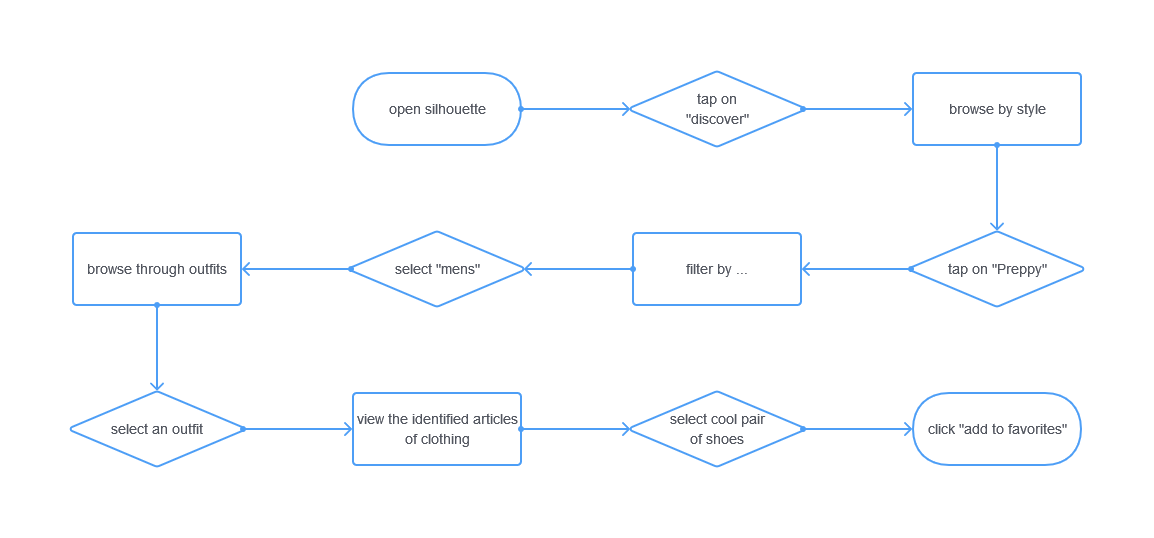 open silhouette
tap on
"discover"
browse by style
tap on "Preppy"
filter by ...
select "mens"
browse through outfits
select an outfit
view the identified articles
of clothing
select cool pair
of shoes
click "add to favorites"